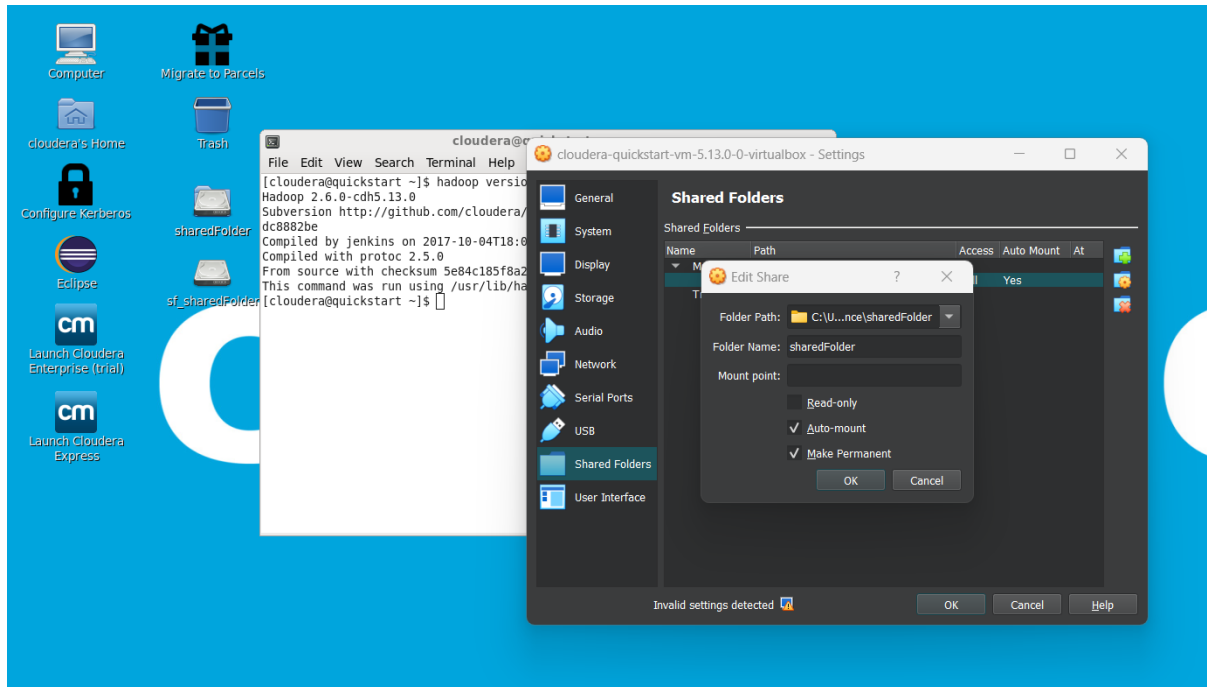 Computer
Migrate to Parcels
cloudera's Home
Trash
Configure Kerberos
sharedFolder
Eclipse
sf_sharedFolder
cm
Launch Cloudera
Enterprise (trial)
cm
Launch Cloudera
Express
File Edit View Search Terminal Help
[cloudera@quickstart ~]$ hadoop versio
Hadoop 2.6.0-cdh5.13.0
Subversion http://github.com/cloudera/
dc8882be
Compiled by jenkins on 2017-10-04T18:0
Compiled with protoc 2.5.0
From source with checksum 5e84c185f8a2
This command was run using /usr/lib/ha
[cloudera@quickstart ~]$
cloudera-quickstart-vm-5.13.0-0-virtualbox - Settings
General
System
Display
Storage
Audio
Network
Serial Ports
USB
Shared Folders
User Interface
Shared Folders
Shared Folders
Name Path Access Auto Mount At
Yes
Edit Share
?
Folder Path: C:\U...nce\sharedFolder
Folder Name: sharedFolder
Mount point:
Read-only
Auto-mount
Make Permanent
OK Cancel
Invalid settings detected
OK Cancel Help